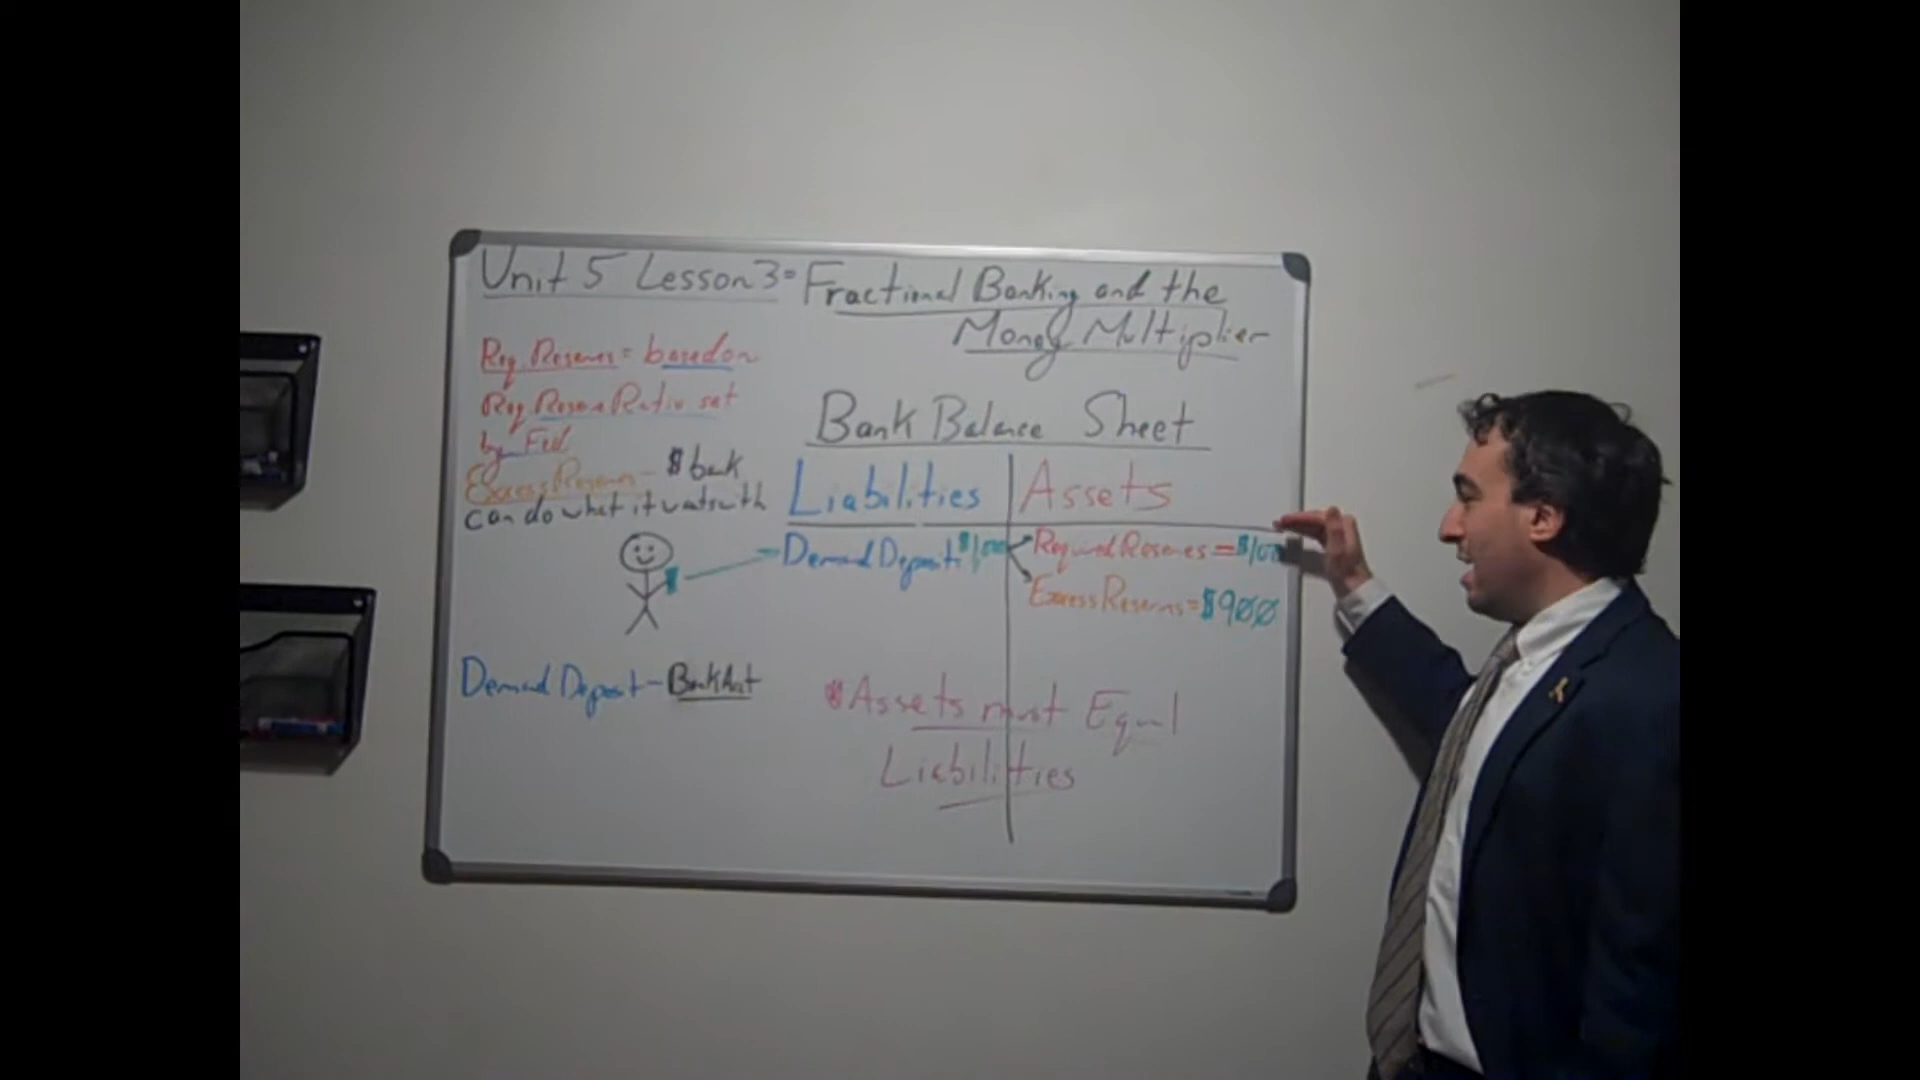 Unit 5 Lesson 3= Fractional Banking and the
Money Multiplier
Req. Reserves = based on
Req Reserve Ratio set
by Fed
Excess Reserves - $ bank
can do what it wants with
Bank Balance Sheet
Liabilities Assets
Demand Deposit Required Reserves =
Excess Reserves = $900
Demand Deposit - Bank Acct
*Assets must Equal
Liabilities